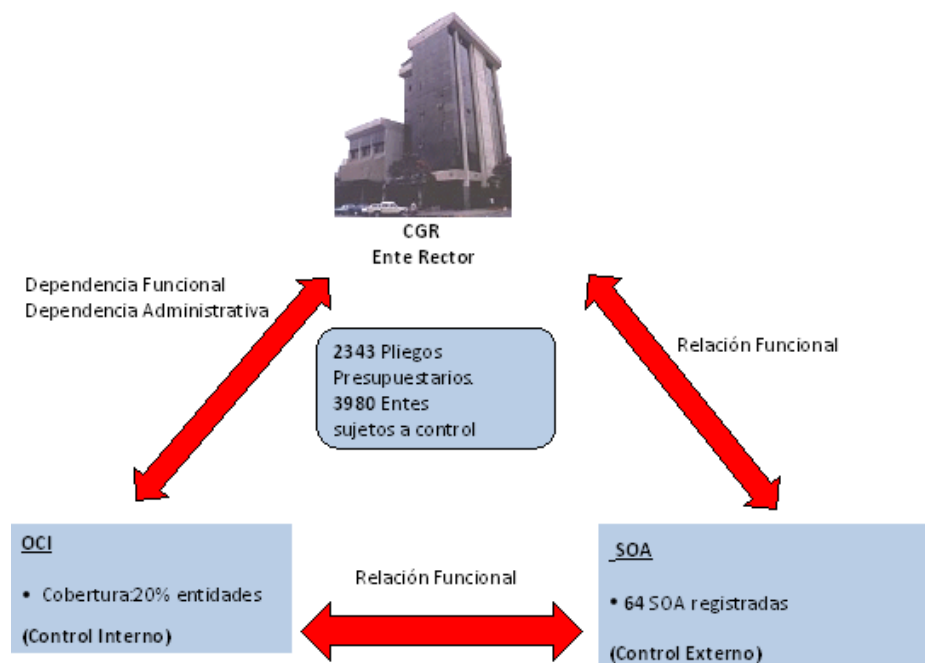 CGR
Ente Rector
Dependencia Funcional
Dependencia Administrativa
Relación Funcional
2343 Pliegos
Presupuestarios.
3980 Entes
sujetos a control
OCI
• Cobertura:20% entidades
(Control Interno)
Relación Funcional
SOA
• 64 SOA registradas
(Control Externo)